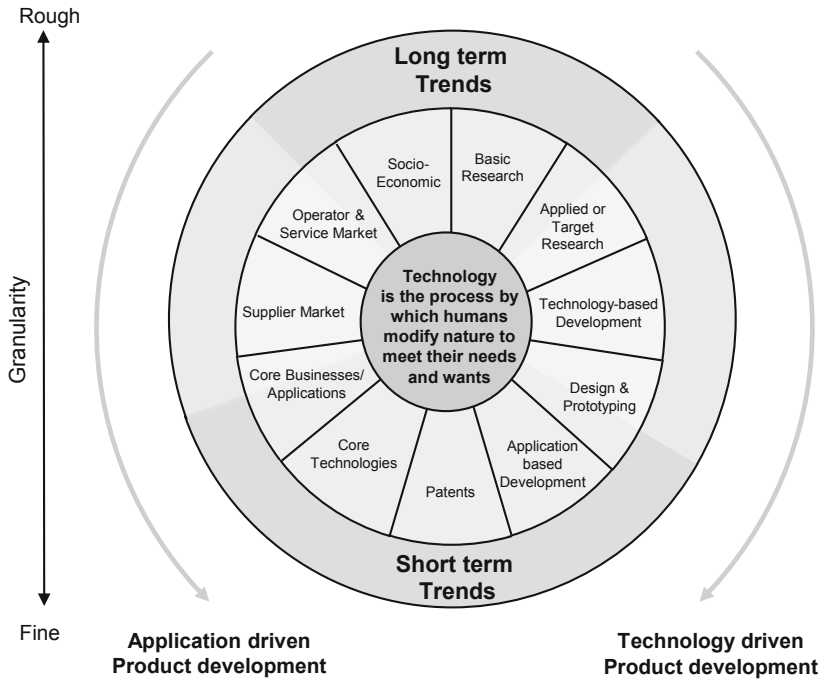 Rough
Long term
Trends
Socio-
Economic
Basic
Research
Operator &
Service Market
Applied or
Target
Research
Supplier Market
Technology
is the process by
which humans
modify nature to
meet their needs
and wants
Technology-based
Development
Granularity
Core Businesses/
Applications
Design &
Prototyping
Core
Technologies
Patents
Application
based
Development
Short term
Trends
Fine
Application driven
Product development
Technology driven
Product development